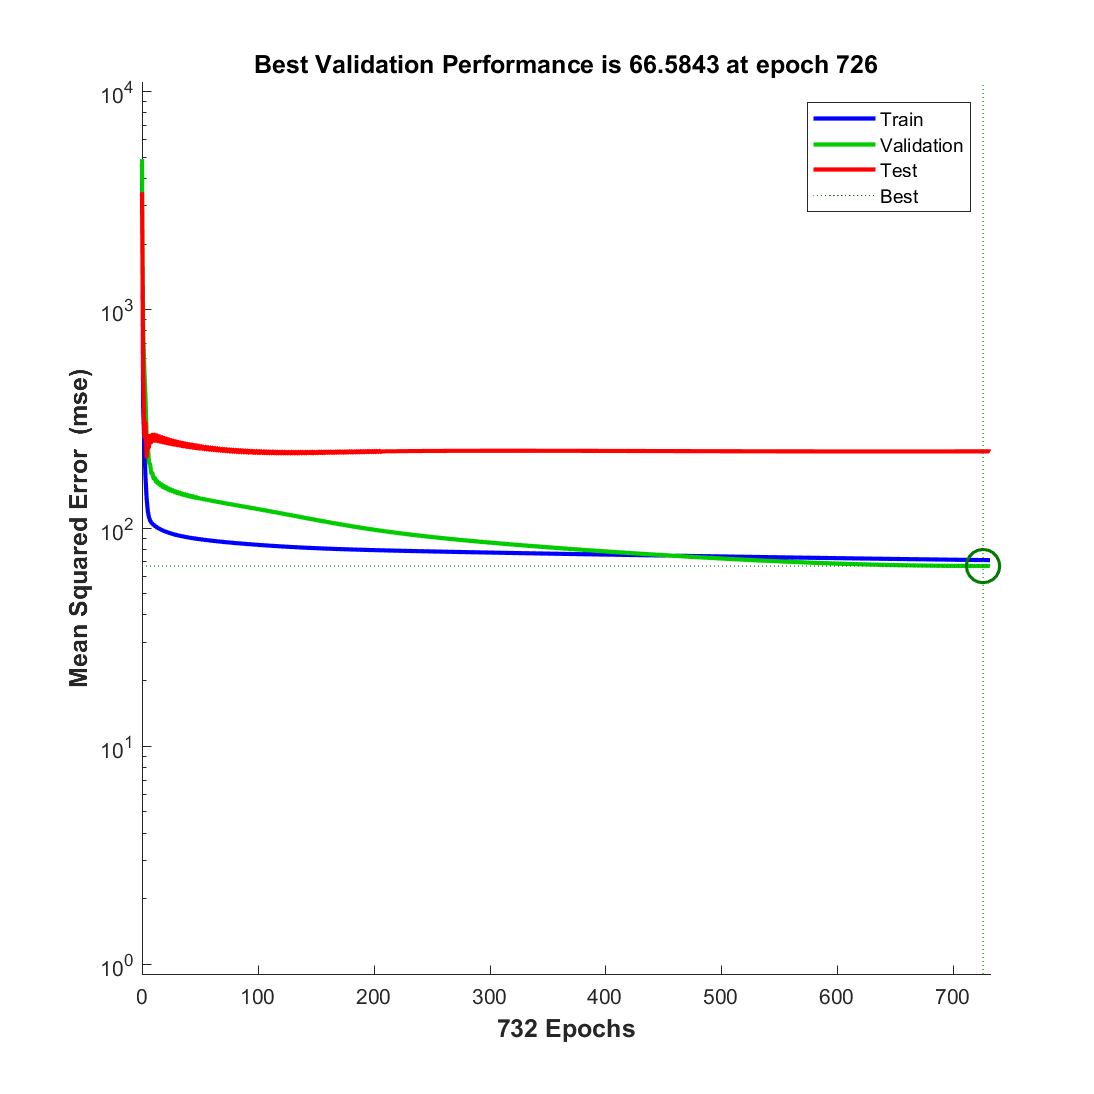 Best Validation Performance is 66.5843 at epoch 726
Train
Validation
Test
Best
10^4
10^3
10^2
10^1
10^0
Mean Squared Error  (mse)
0 100 200 300 400 500 600 700
732 Epochs